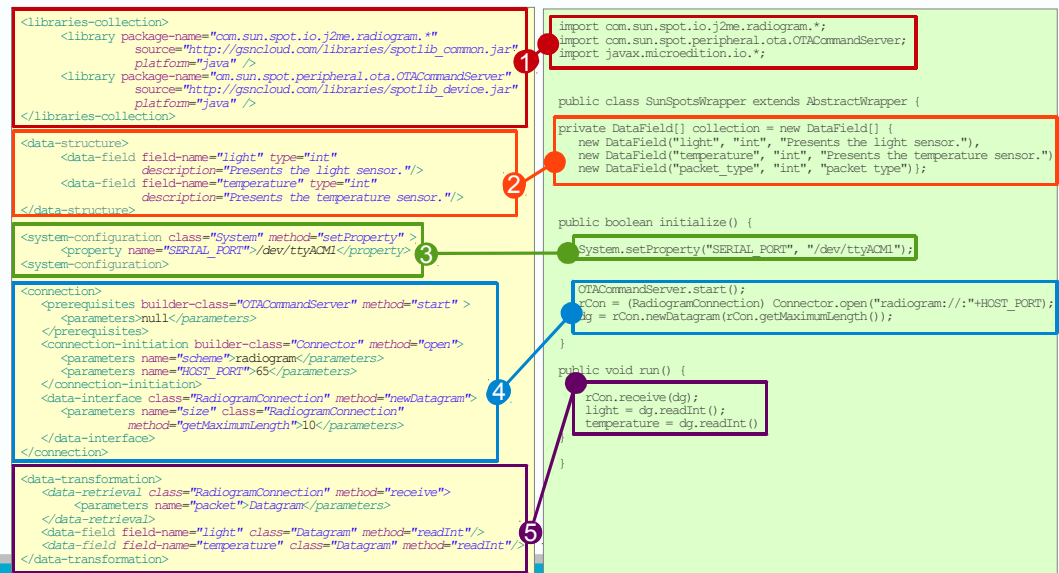 <libraries-collection>
<library package-name="om.sun.spot.io.j2me.radiogram.*"
source="http://gsncloud.com/libraries/spotlib_common.jar"
platform="java" />
<library package-name="om.sun.spot.peripheral.ota.OTACommandServer"
source="http://gsncloud.com/libraries/spotlib_device.jar"
platform="java" />
</libraries-collection>
1
<data-structure>
<data-field field-name="light" type="int"
description="Presents the light sensor."/>
<data-field field-name="temperature" type="int"
description="Presents the temperature sensor."/>
</data-structure>
2
<system-configuration class="System" method="setProperty" >
<property name="SERIAL_PORT">/dev/ttyACM1</property>
<system-configuration>
3
<connection>
<prerequisites builder-class="OTACommandServer" method="start" >
<parameters>null</parameters>
</prerequisites>
<connection-initiation builder-class="Connector" method="open">
<parameters name="scheme">radiogram</parameters>
<parameters name="HOST_PORT">65</parameters>
</connection-initiation>
<data-interface class="RadiogramConnection" method="newDatagram">
<parameters name="size" class="RadiogramConnection"
method="getMaximumLength">10</parameters>
</data-interface>
</connection>
4
<data-transformation>
<data-retrieval class="RadiogramConnection" method="receive">
<parameters name="packet">Datagram</parameters>
</data-retrieval>
<data-field field-name="light" class="Datagram" method="readInt"/>
<data-field field-name="temperature" class="Datagram" method="readInt"/>
</data-transformation>
5
import com.sun.spot.io.j2me.radiogram.*;
import com.sun.spot.peripheral.ota.OTACommandServer;
import javax.microedition.io.*;
public class SunSpotsWrapper extends AbstractWrapper {
private DataField[] collection = new DataField[] {
new DataField("light", "int", "Presents the light sensor."),
new DataField("temperature", "int", "Presents the temperature sensor.")
new DataField("packet_type", "int", "packet type")};
public boolean initialize() {
System.setProperty("SERIAL_PORT", "/dev/ttyACM1");
OTACommandServer.start();
rCon = (RadiogramConnection) Connector.open("radiogram://:"+HOST_PORT);
dg = rCon.newDatagram(rCon.getMaximumLength());
}
public void run() {
rCon.receive(dg);
light = dg.readInt();
temperature = dg.readInt()
}
}